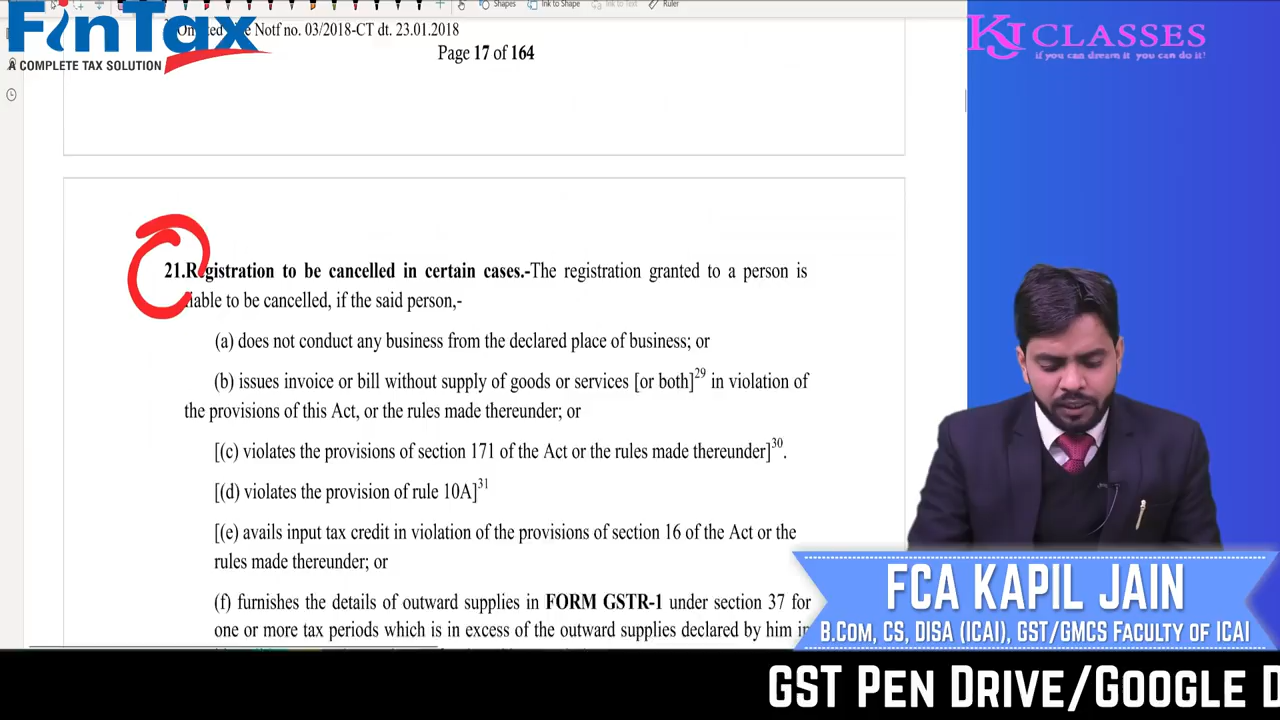 Shapes
Ink to Shape
Ink to Text
Ruler
FinTax
A COMPLETE TAX SOLUTION
Notf no. 03/2018-CT dt. 23.01.2018
Page 17 of 164
KJ CLASSES
if you can dream it you can do it!
21.Registration to be cancelled in certain cases.-The registration granted to a person is
liable to be cancelled, if the said person,-
(a) does not conduct any business from the declared place of business; or
(b) issues invoice or bill without supply of goods or services [or both]29 in violation of
the provisions of this Act, or the rules made thereunder; or
[(c) violates the provisions of section 171 of the Act or the rules made thereunder]30.
[(d) violates the provision of rule 10A]31
[(e) avails input tax credit in violation of the provisions of section 16 of the Act or the
rules made thereunder; or
(f) furnishes the details of outward supplies in FORM GSTR-1 under section 37 for
one or more tax periods which is in excess of the outward supplies declared by him in
FCA KAPIL JAIN
B.Com, CS, DISA (ICAI), GST/GMCS Faculty of ICAI
GST Pen Drive/Google D